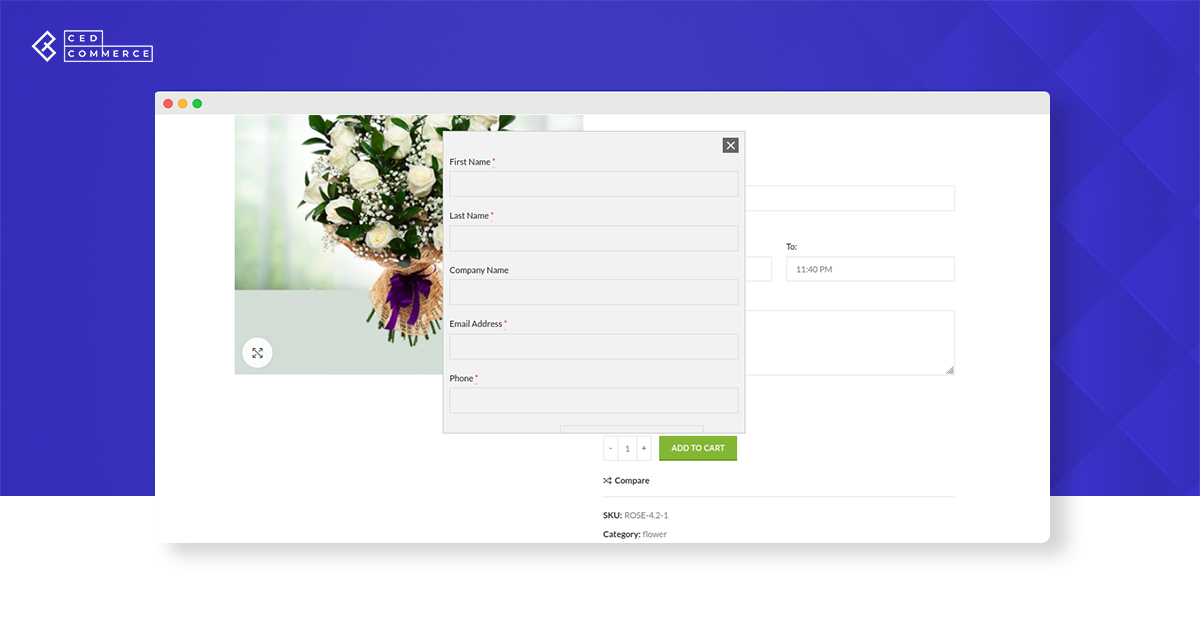 CED
COMMERCE
First Name *
Last Name *
Company Name
Email Address *
Phone *
To:
11:40 PM
- 1 +
ADD TO CART
Compare
SKU: ROSE-4.2-1
Category: flower